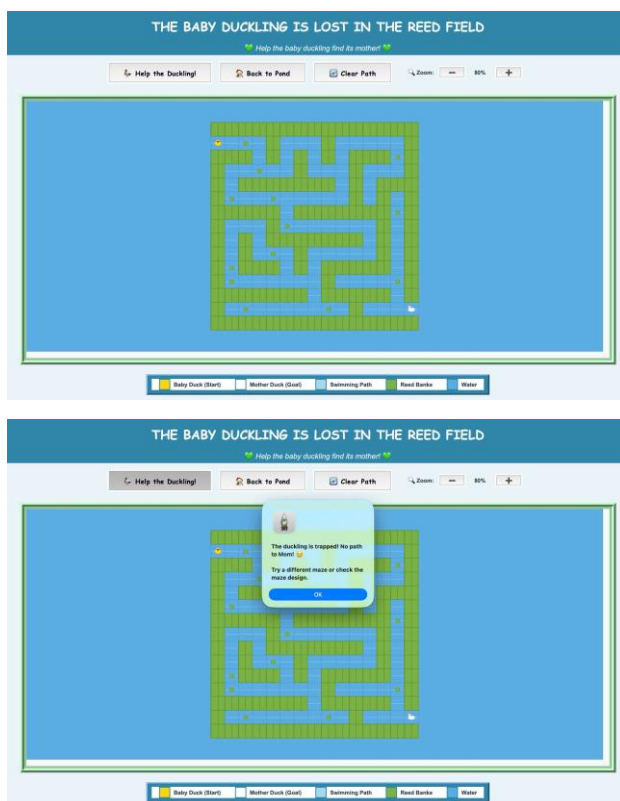 THE BABY DUCKLING IS LOST IN THE REED FIELD
💚 Help the baby duckling find its mother! 💚
🦆 Help the Duckling! 🏠 Back to Pond 🔄 Clear Path 🔍 Zoom: — 80% +
Baby Duck (Start) Mother Duck (Goal) Swimming Path Reed Banks Water
THE BABY DUCKLING IS LOST IN THE REED FIELD
💚 Help the baby duckling find its mother! 💚
🦆 Help the Duckling! 🏠 Back to Pond 🔄 Clear Path 🔍 Zoom: — 80% +
The duckling is trapped! No path
to Mom! 😢
Try a different maze or check the
maze design.
OK
Baby Duck (Start) Mother Duck (Goal) Swimming Path Reed Banks Water